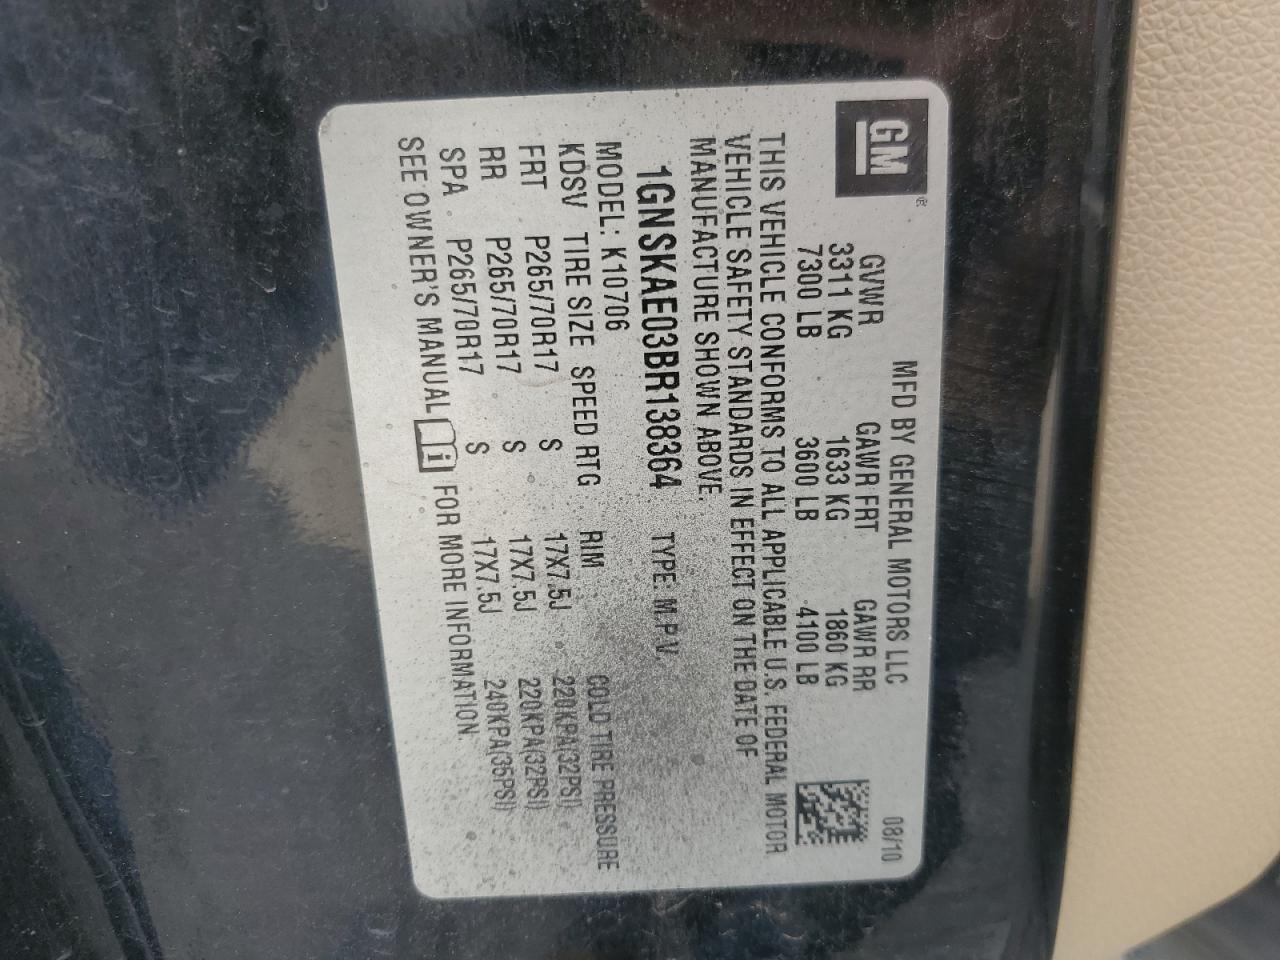 GM ®
MFD BY GENERAL MOTORS LLC 08/10
GVWR GAWR FRT GAWR RR
3311 KG 1633 KG 1860 KG
7300 LB 3600 LB 4100 LB
THIS VEHICLE CONFORMS TO ALL APPLICABLE U.S. FEDERAL MOTOR
VEHICLE SAFETY STANDARDS IN EFFECT ON THE DATE OF
MANUFACTURE SHOWN ABOVE.
1GNSKAE03BR138364 TYPE: M.P.V.
MODEL: K10706
KDSV TIRE SIZE SPEED RTG RIM COLD TIRE PRESSURE
FRT P265/70R17 S 17X7.5J 220KPA(32PSI)
RR P265/70R17 S 17X7.5J 220KPA(32PSI)
SPA P265/70R17 S 17X7.5J 240KPA(35PSI)
SEE OWNER'S MANUAL i FOR MORE INFORMATION